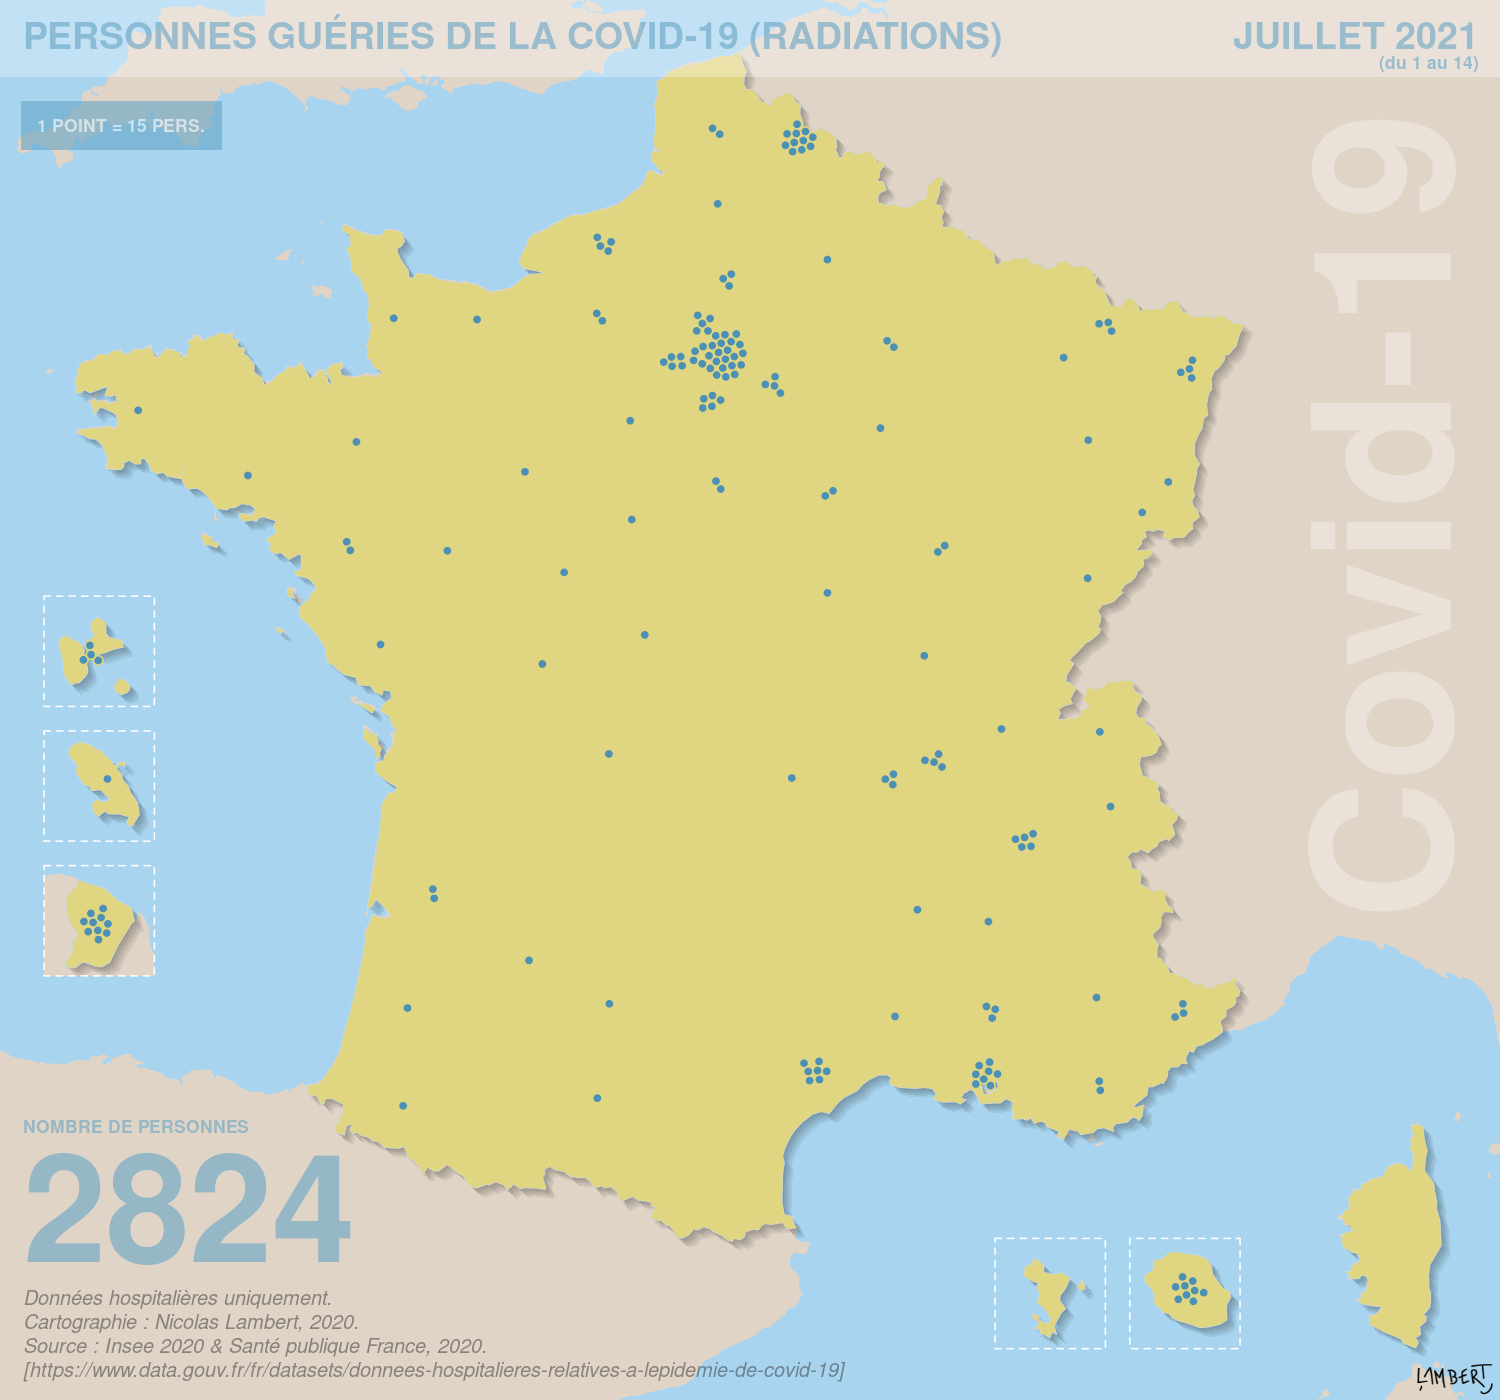 PERSONNES GUÉRIES DE LA COVID-19 (RADIATIONS)
JUILLET 2021
(du 1 au 14)
1 POINT = 15 PERS.
Covid-19
NOMBRE DE PERSONNES
2824
Données hospitalières uniquement.
Cartographie : Nicolas Lambert, 2020.
Source : Insee 2020 & Santé publique France, 2020.
[https://www.data.gouv.fr/fr/datasets/donnees-hospitalieres-relatives-a-lepidemie-de-covid-19]
LAMBERT